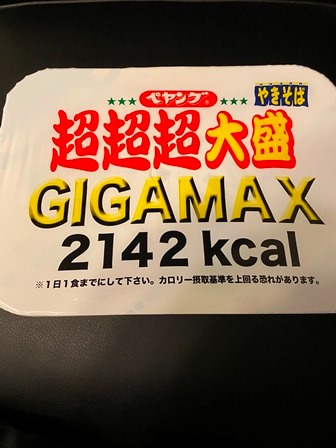 ★★★ペヤング®★★★ やきそば
超超超大盛
GIGAMAX
2142 kcal
※1日1食までにして下さい。カロリー摂取基準を上回る恐れがあります。